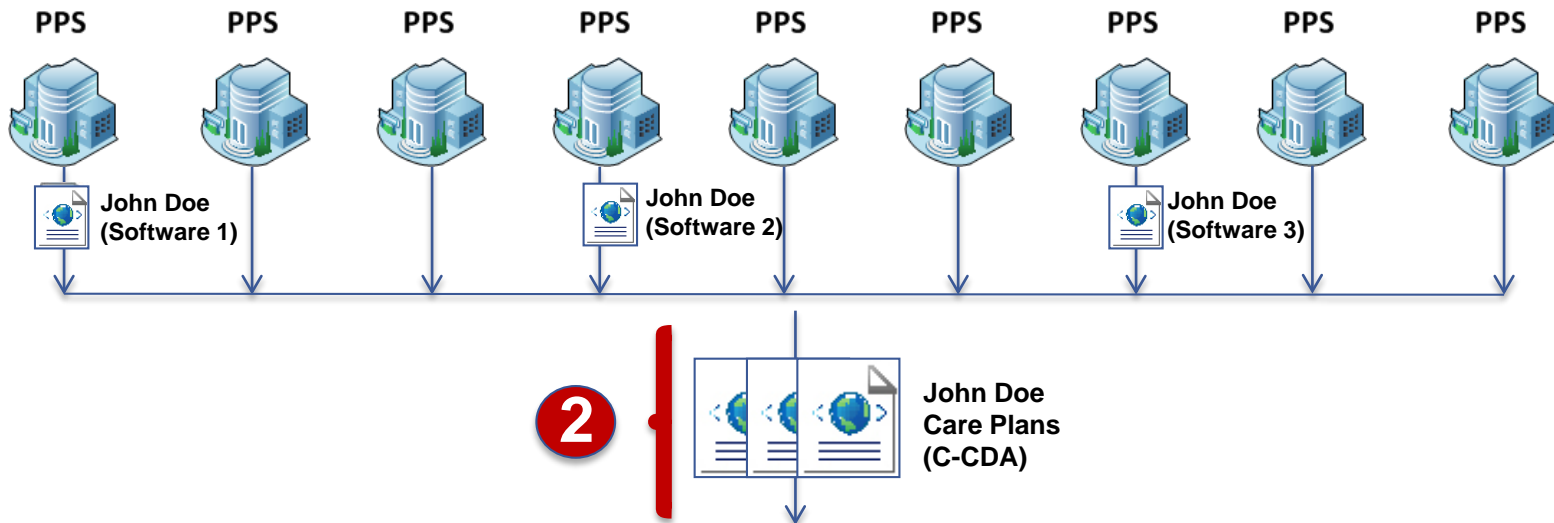 PPS PPS PPS PPS PPS PPS PPS PPS PPS
John Doe
(Software 1)
John Doe
(Software 2)
John Doe
(Software 3)
2
John Doe
Care Plans
(C-CDA)